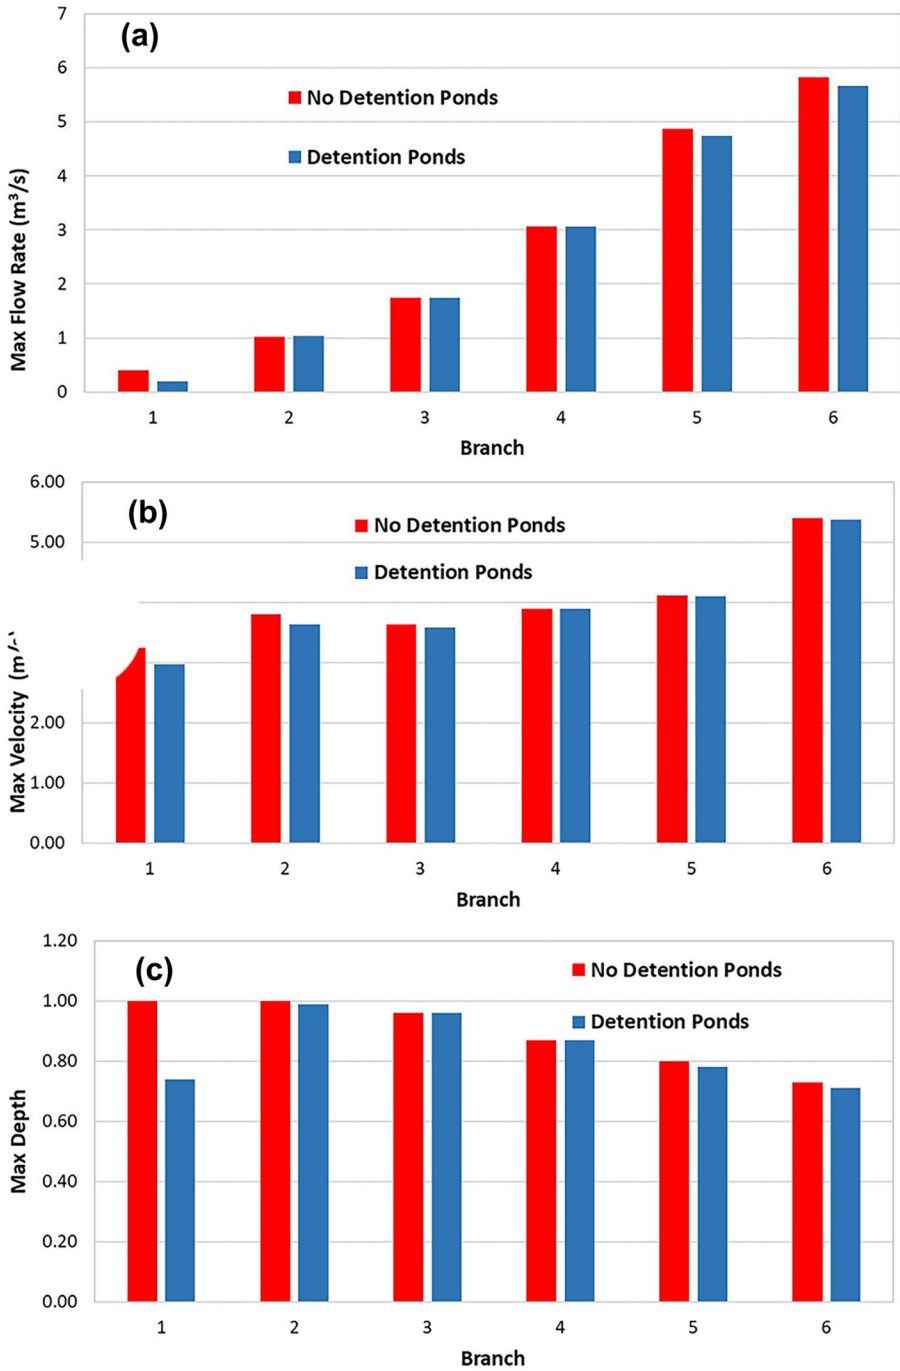 (a)
No Detention Ponds
Detention Ponds
Max Flow Rate (m³/s)
7
6
5
4
3
2
1
0
1 2 3 4 5 6
Branch
(b)
No Detention Ponds
Detention Ponds
Max Velocity
6.00
5.00
2.00
1.00
0.00
1 2 3 4 5 6
Branch
(c)
No Detention Ponds
Detention Ponds
Max Depth
1.20
1.00
0.80
0.60
0.40
0.20
0.00
1 2 3 4 5 6
Branch